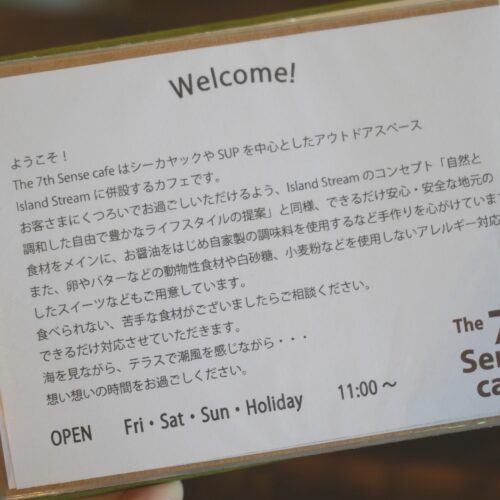 Welcome!
ようこそ！
The 7th Sense cafe はシーカヤックや SUP を中心としたアウトドアスペース
Island Stream に併設するカフェです。
お客さまにくつろいでお過ごしいただけるよう、Island Stream のコンセプト「自然と
調和した自由で豊かなライフスタイルの提案」と同様、できるだけ安心・安全な地元の
食材をメインに、お醤油をはじめ自家製の調味料を使用するなど手作りを心がけていま
また、卵やバターなどの動物性食材や白砂糖、小麦粉などを使用しないアレルギー対応
したスイーツなどもご用意しています。
食べられない、苦手な食材がございましたらご相談ください。
できるだけ対応させていただきます。
海を見ながら、テラスで潮風を感じながら・・・
想い想いの時間をお過ごしください。
OPEN Fri・Sat・Sun・Holiday 11:00～
The 7
Sen
ca